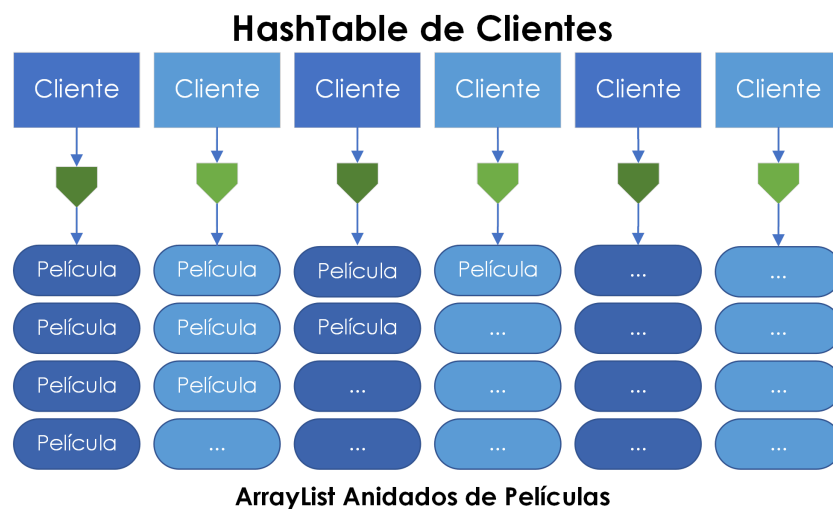 HashTable de Clientes
Cliente Cliente Cliente Cliente Cliente Cliente
Película Película Película Película ... ...
Película Película Película ... ... ...
Película Película ... ... ... ...
Película ... ... ... ... ...
ArrayList Anidados de Películas